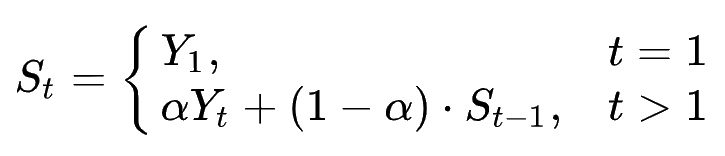 S_t = { Y_1, t = 1
αY_t + (1 − α) · S_{t−1}, t > 1